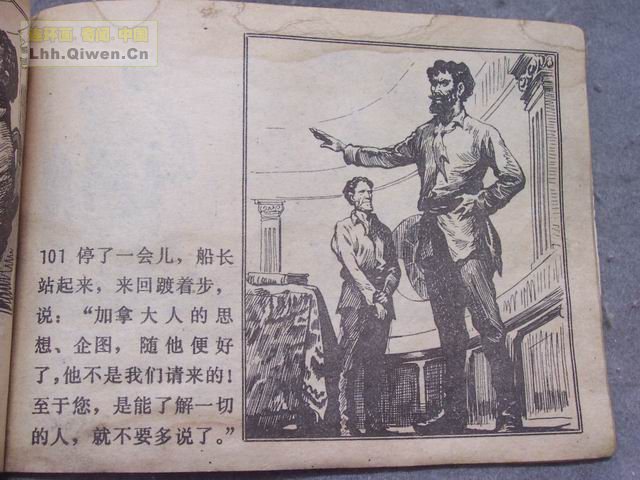 连环画.奇闻.中国
Lhh.Qiwen.Cn
101 停了一会儿，船长
站起来，来回踱着步，
说：“加拿大人的思
想、企图，随他便好
了，他不是我们请来的！
至于您，是能了解一切
的人，就不要多说了。”